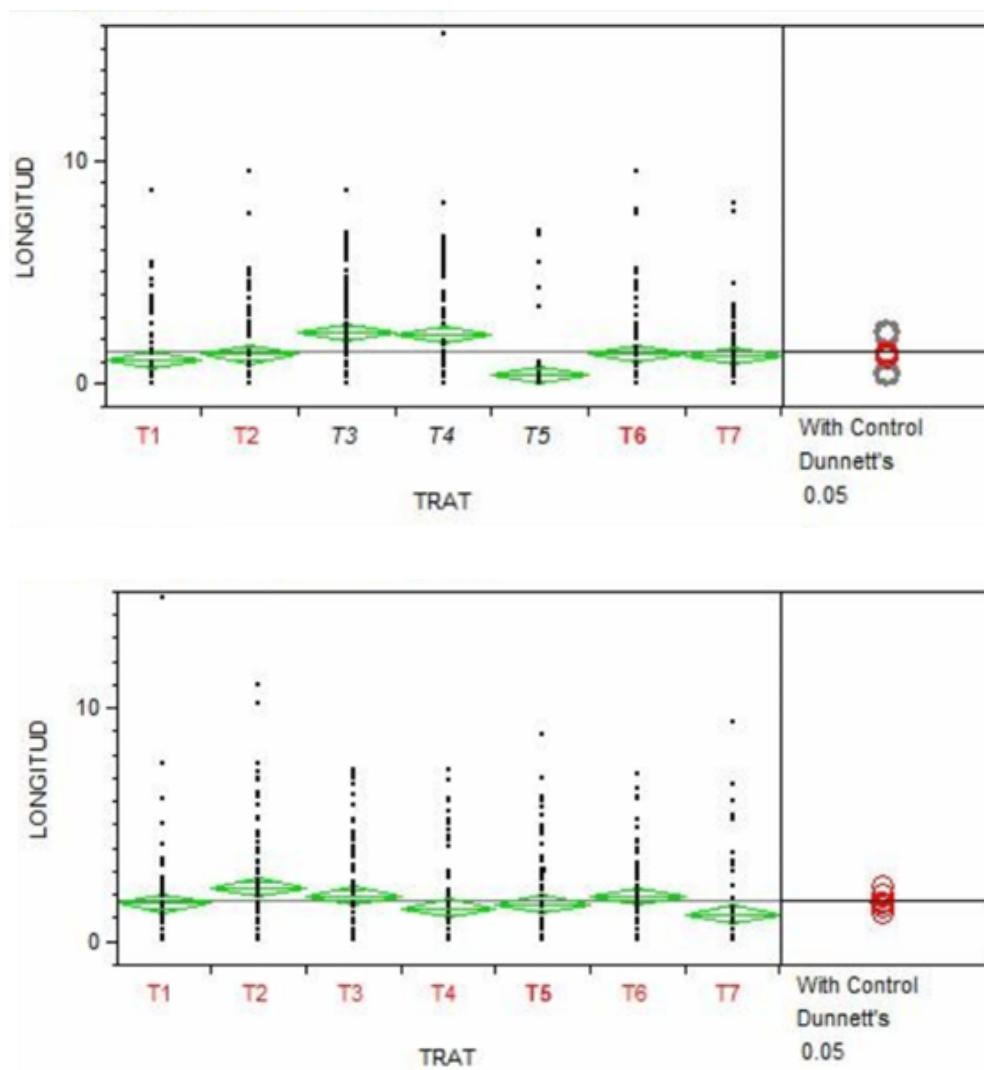 LONGITUD
10
0
T1 T2 T3 T4 T5 T6 T7
TRAT
With Control
Dunnett's
0.05
LONGITUD
10
0
T1 T2 T3 T4 T5 T6 T7
TRAT
With Control
Dunnett's
0.05